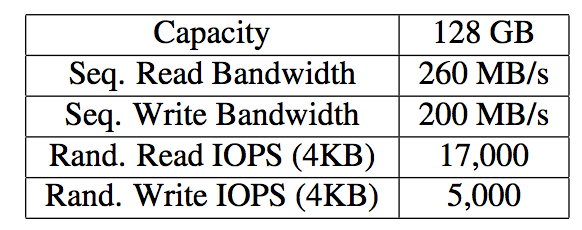 Capacity 128 GB
Seq. Read Bandwidth 260 MB/s
Seq. Write Bandwidth 200 MB/s
Rand. Read IOPS (4KB) 17,000
Rand. Write IOPS (4KB) 5,000